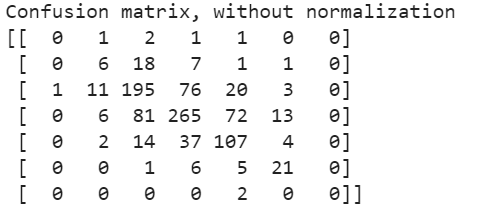 Confusion matrix, without normalization
[[ 0 1 2 1 1 0 0]
[ 0 6 18 7 1 1 0]
[ 1 11 195 76 20 3 0]
[ 0 6 81 265 72 13 0]
[ 0 2 14 37 107 4 0]
[ 0 0 1 6 5 21 0]
[ 0 0 0 0 2 0 0]]